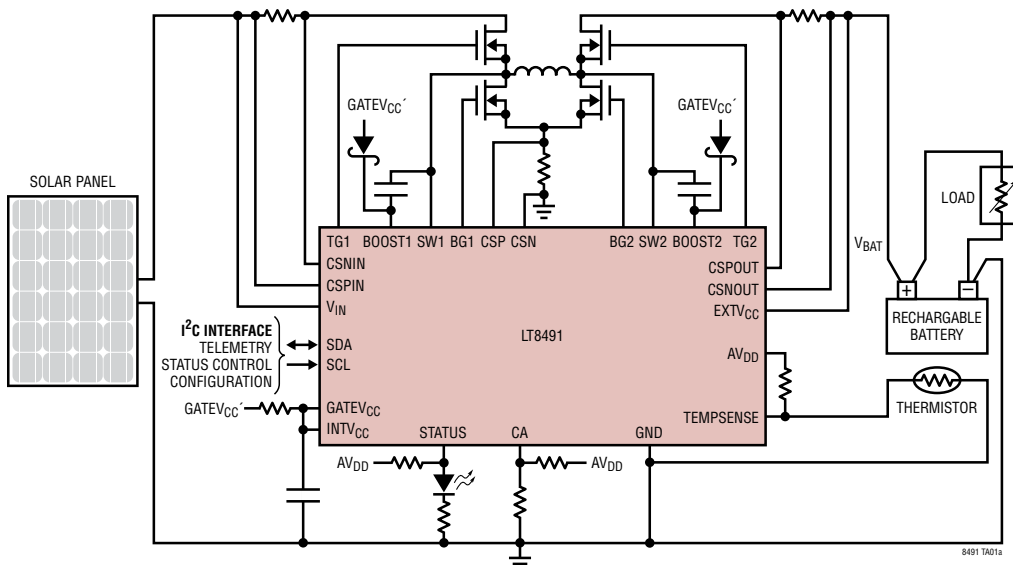 GATEVCC´
GATEVCC´
SOLAR PANEL
LOAD
TG1 BOOST1 SW1 BG1 CSP CSN BG2 SW2 BOOST2 TG2
VBAT
CSNIN
CSPIN
VIN
CSPOUT
CSNOUT
EXTVCC
+
−
RECHARGABLE
BATTERY
LT8491
I²C INTERFACE
TELEMETRY
STATUS CONTROL
CONFIGURATION
SDA
SCL
AVDD
GATEVCC´
GATEVCC
INTVCC
TEMPSENSE
THERMISTOR
STATUS CA GND
AVDD
AVDD
8491 TA01a